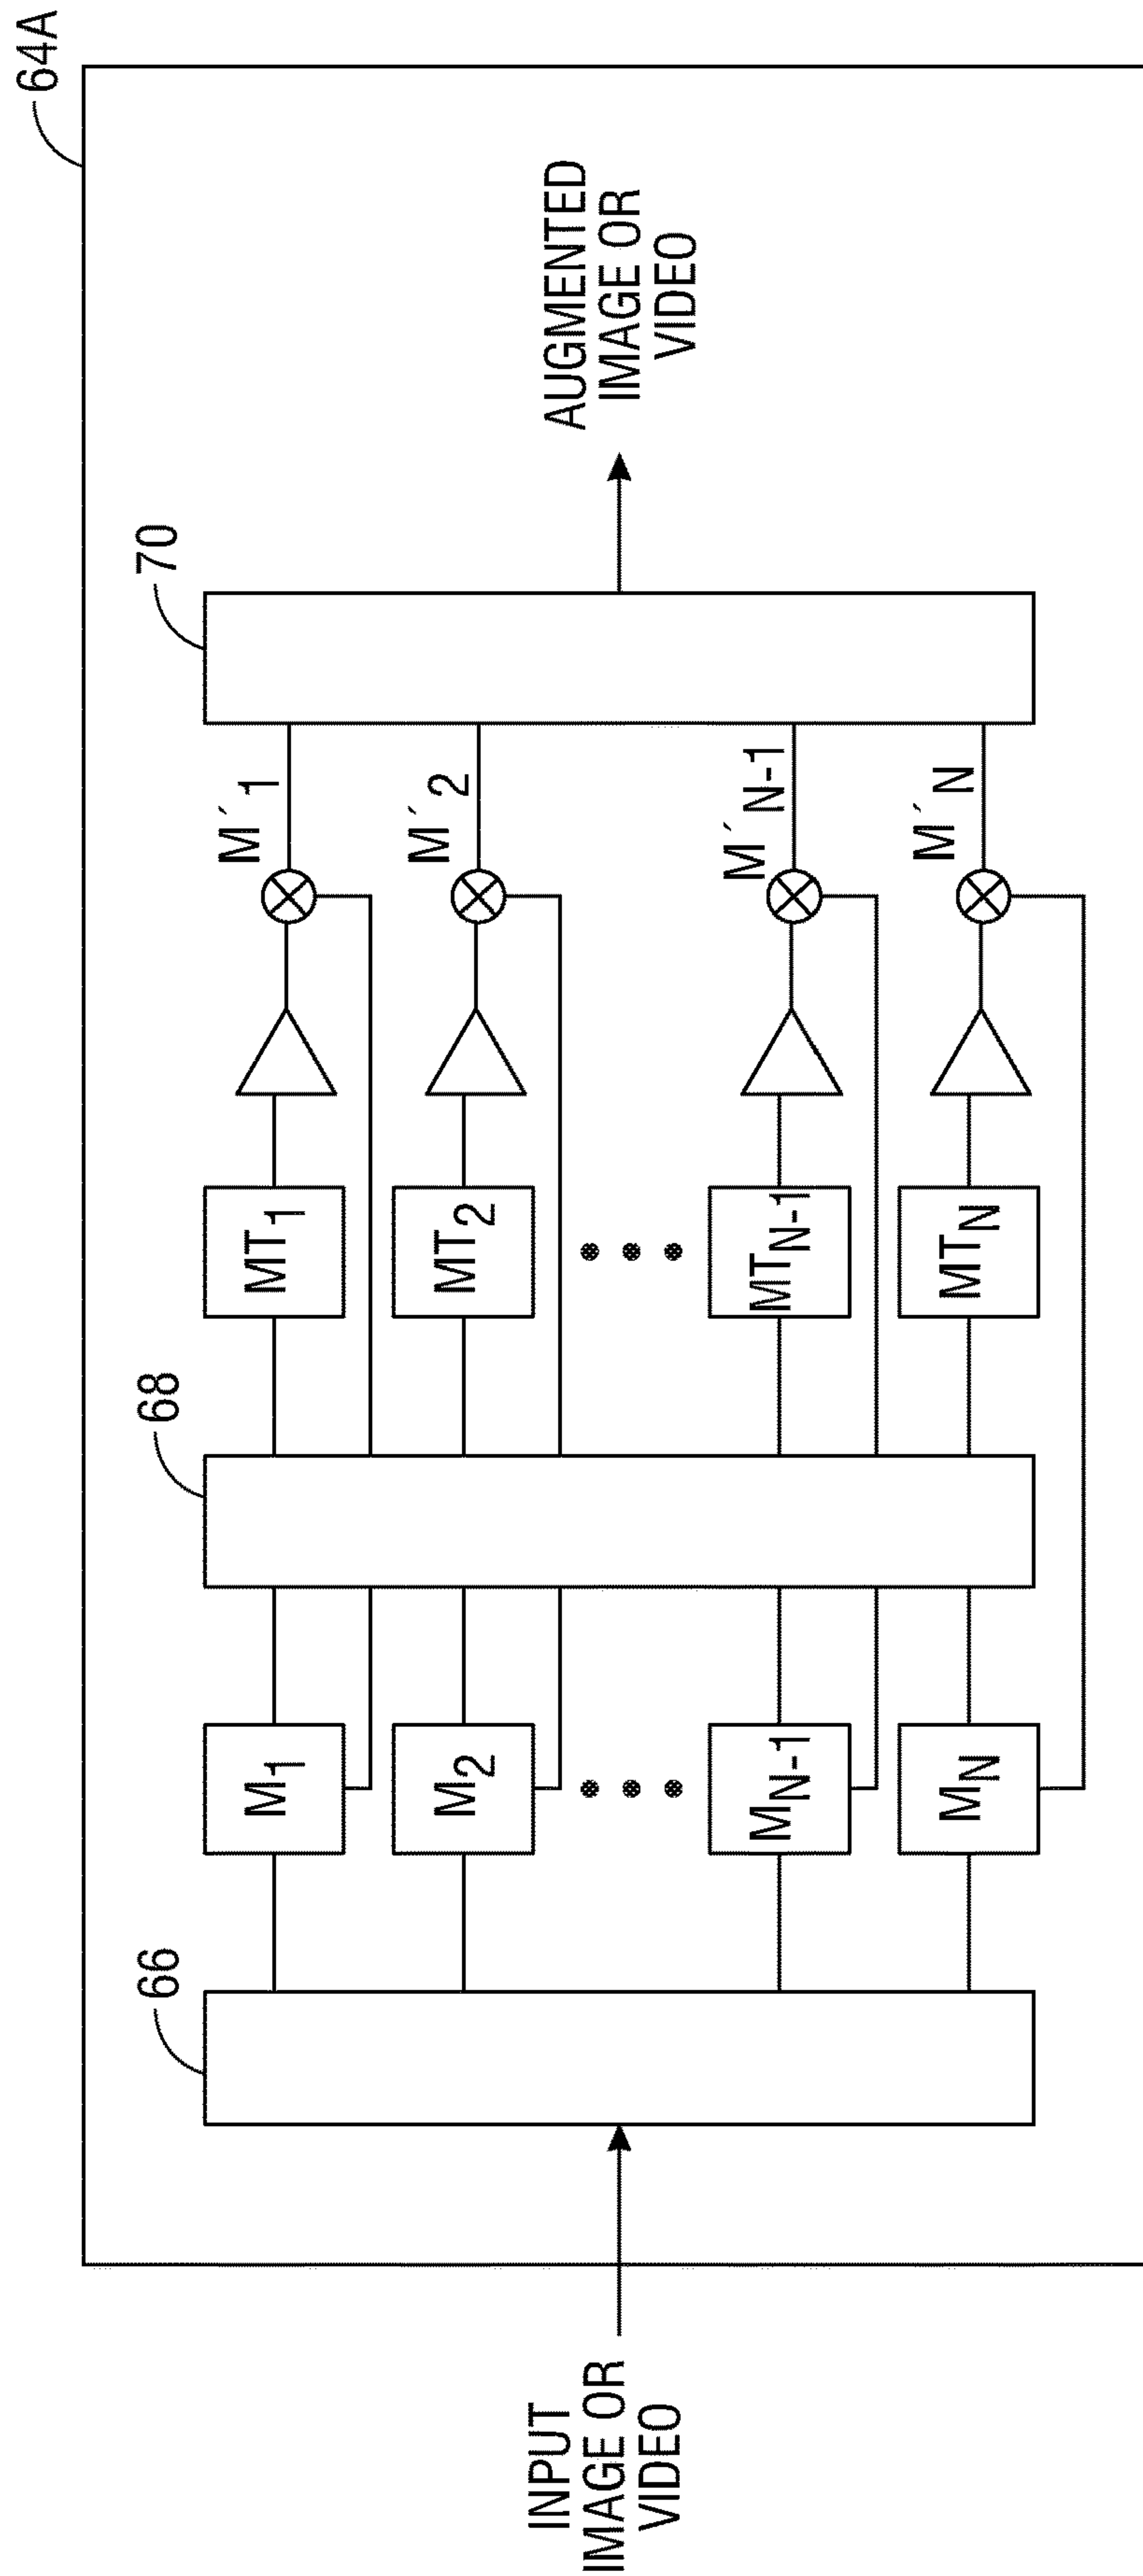 64A
INPUT
IMAGE OR
VIDEO
66
68
70
M1
M2
MN-1
MN
MT1
MT2
MTN-1
MTN
M´1
M´2
M´N-1
M´N
AUGMENTED
IMAGE OR
VIDEO